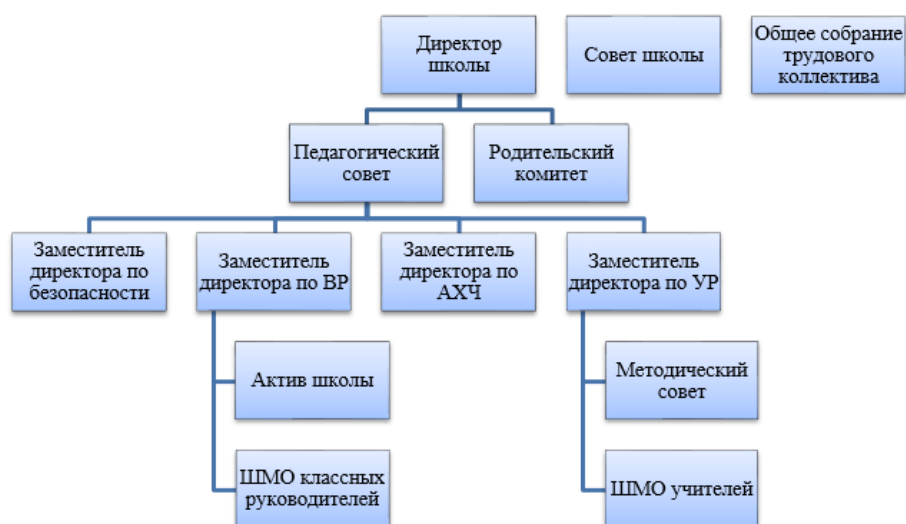 Директор
школы
Совет школы
Общее собрание
трудового
коллектива
Педагогический
совет
Родительский
комитет
Заместитель
директора по
безопасности
Заместитель
директора по ВР
Заместитель
директора по
АХЧ
Заместитель
директора по УР
Актив школы
Методический
совет
ШМО классных
руководителей
ШМО учителей